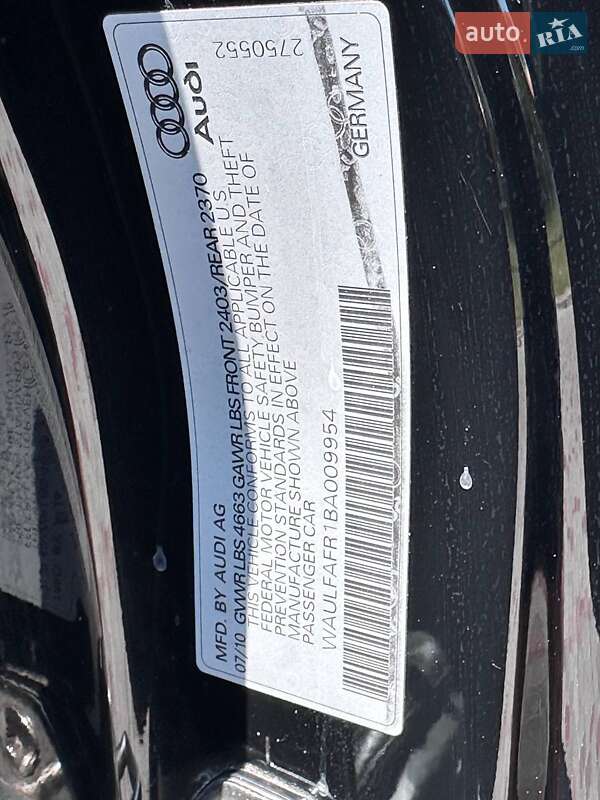 auto.RIA.com
Audi
2750552
GERMANY
MFD. BY AUDI AG
07/10 GVWR LBS 4663 GAWR LBS FRONT 2403/REAR 2370
THIS VEHICLE CONFORMS TO ALL APPLICABLE U.S.
FEDERAL MOTOR VEHICLE SAFETY BUMPER AND THEFT
PREVENTION STANDARDS IN EFFECT ON THE DATE OF
MANUFACTURE SHOWN ABOVE
PASSENGER CAR
WAULFAFR1BA009954